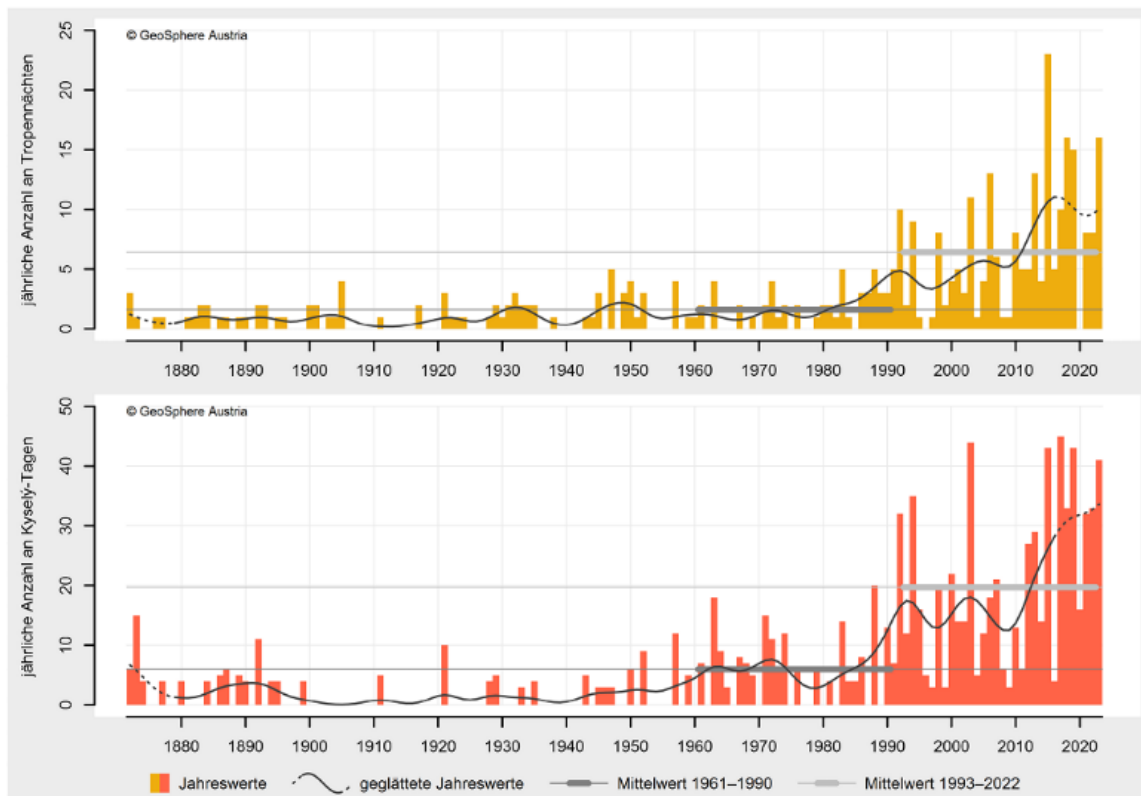 © GeoSphere Austria
jährliche Anzahl an Tropennächten
25
20
15
10
5
0
1880 1890 1900 1910 1920 1930 1940 1950 1960 1970 1980 1990 2000 2010 2020
© GeoSphere Austria
jährliche Anzahl an Kyselý-Tagen
50
40
30
20
10
0
1880 1890 1900 1910 1920 1930 1940 1950 1960 1970 1980 1990 2000 2010 2020
Jahreswerte geglättete Jahreswerte Mittelwert 1961–1990 Mittelwert 1993–2022